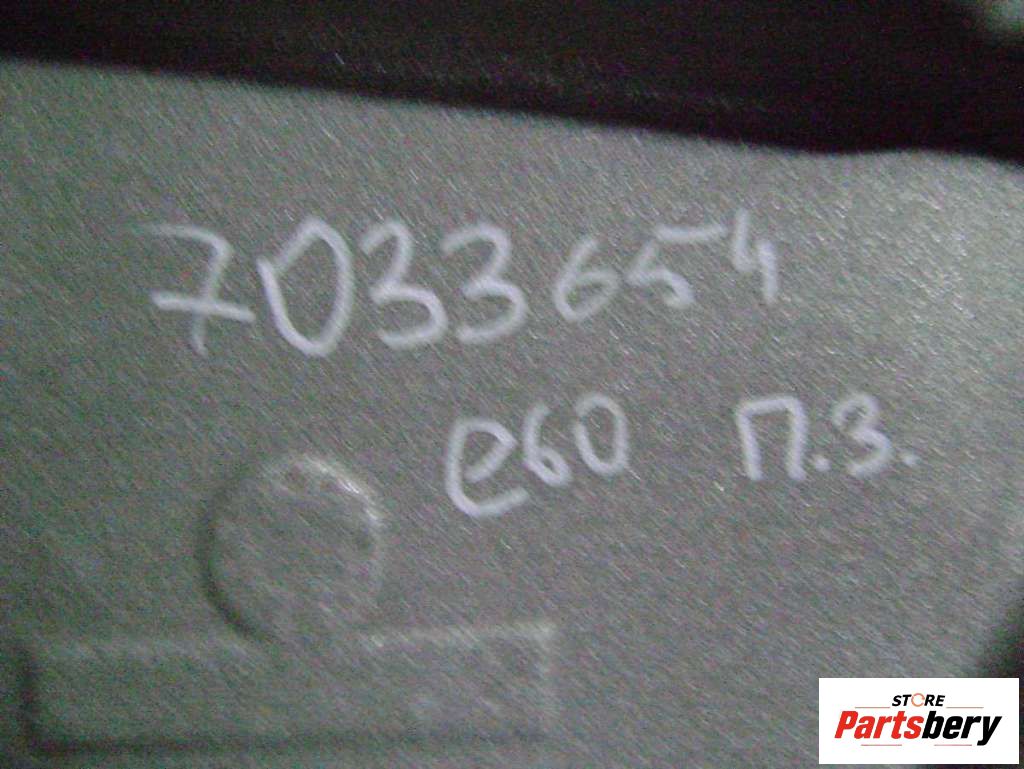 7033654
e60 П.З.
STORE
Partsbery